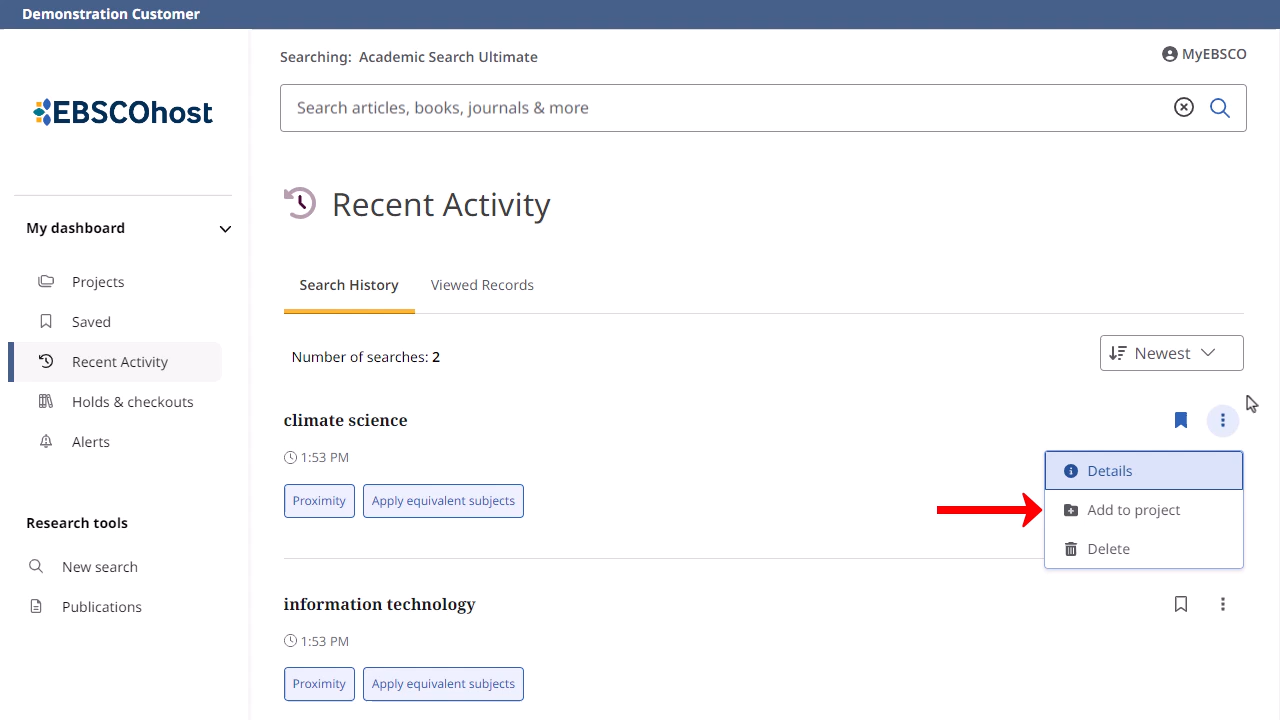 Demonstration Customer
Searching: Academic Search Ultimate
MyEBSCO
EBSCOhost
Search articles, books, journals & more
Recent Activity
My dashboard
Projects
Saved
Recent Activity
Holds & checkouts
Alerts
Research tools
New search
Publications
Search History
Viewed Records
Number of searches: 2
Newest
climate science
1:53 PM
Proximity
Apply equivalent subjects
Details
Add to project
Delete
information technology
1:53 PM
Proximity
Apply equivalent subjects